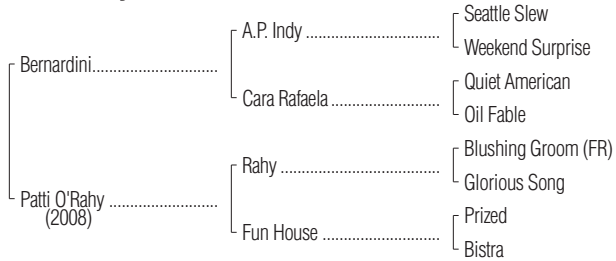 Seattle Slew
A.P. Indy ..............................
Weekend Surprise
Bernardini............................
Quiet American
Cara Rafaela ........................
Oil Fable
Blushing Groom (FR)
Rahy ....................................
Glorious Song
Patti O'Rahy ........................
(2008)
Prized
Fun House ...........................
Bistra